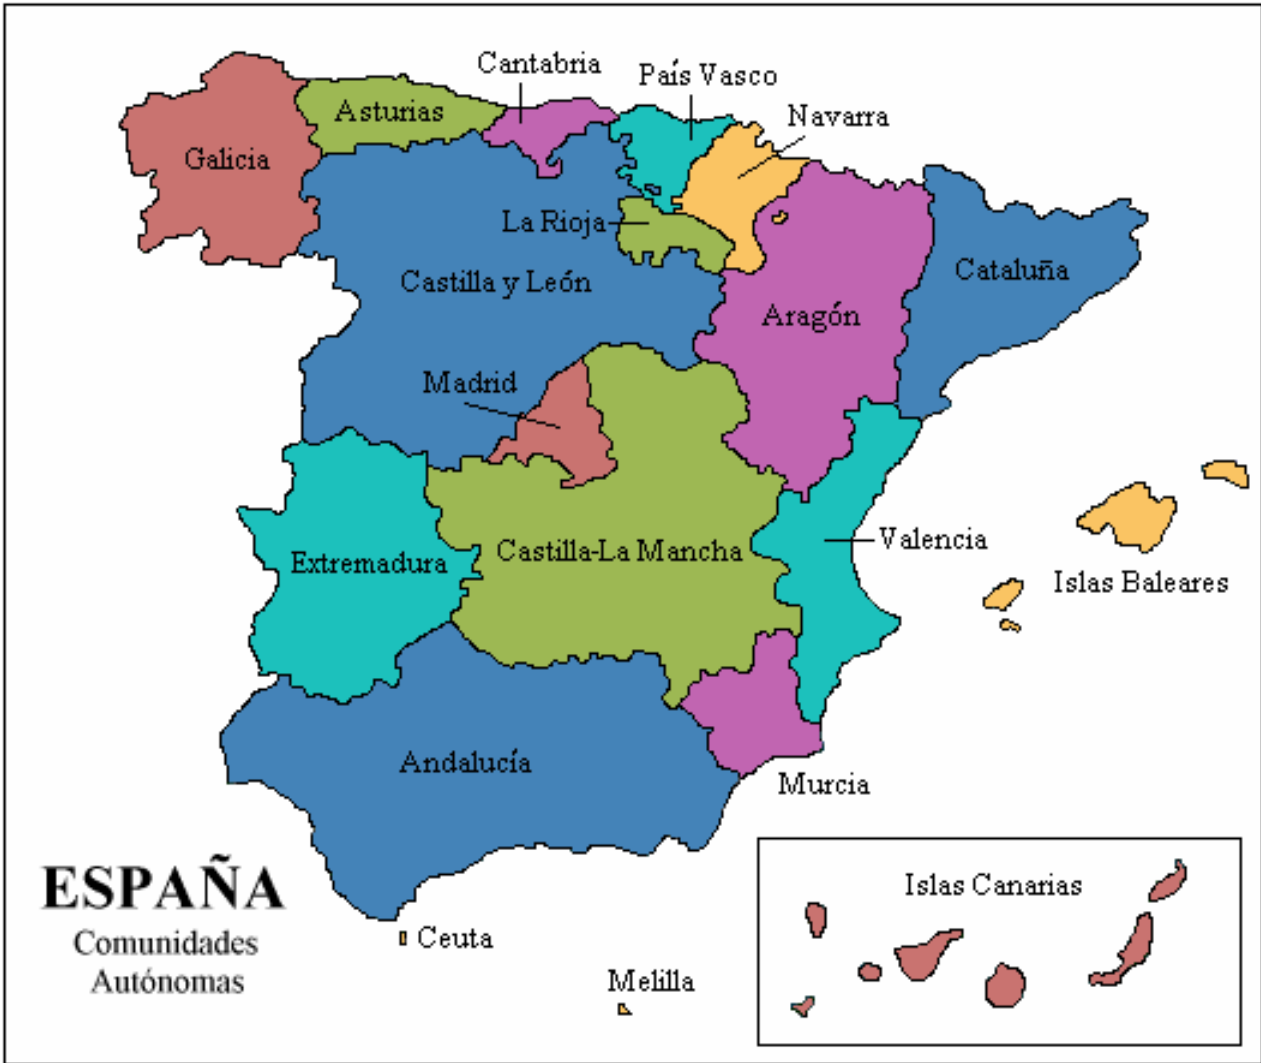 Cantabria
País Vasco
Asturias
Navarra
Galicia
La Rioja
Castilla y León
Cataluña
Aragón
Madrid
Valencia
Castilla-La Mancha
Extremadura
Islas Baleares
Andalucía
Murcia
ESPAÑA
Comunidades
Autónomas
Islas Canarias
Ceuta
Melilla